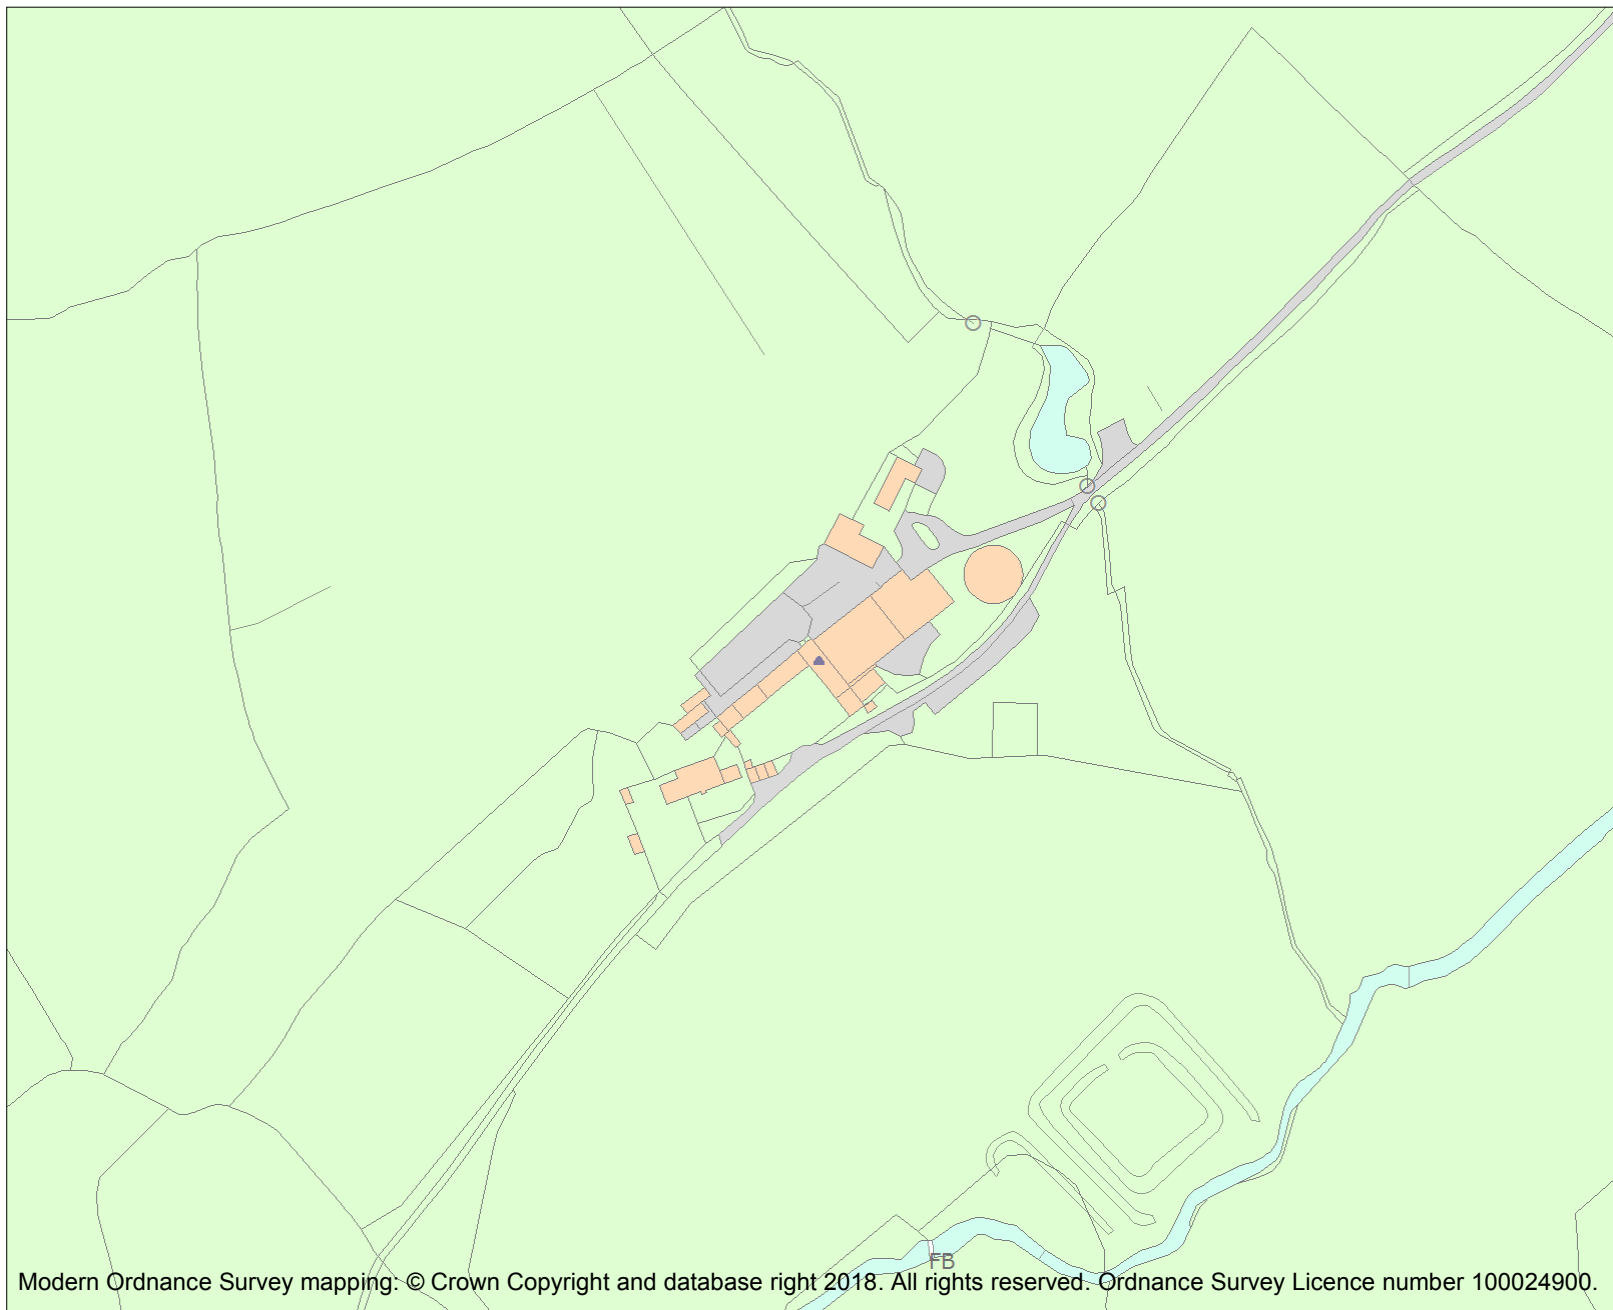 FB
Modern Ordnance Survey mapping: © Crown Copyright and database right 2018. All rights reserved. Ordnance Survey Licence number 100024900.